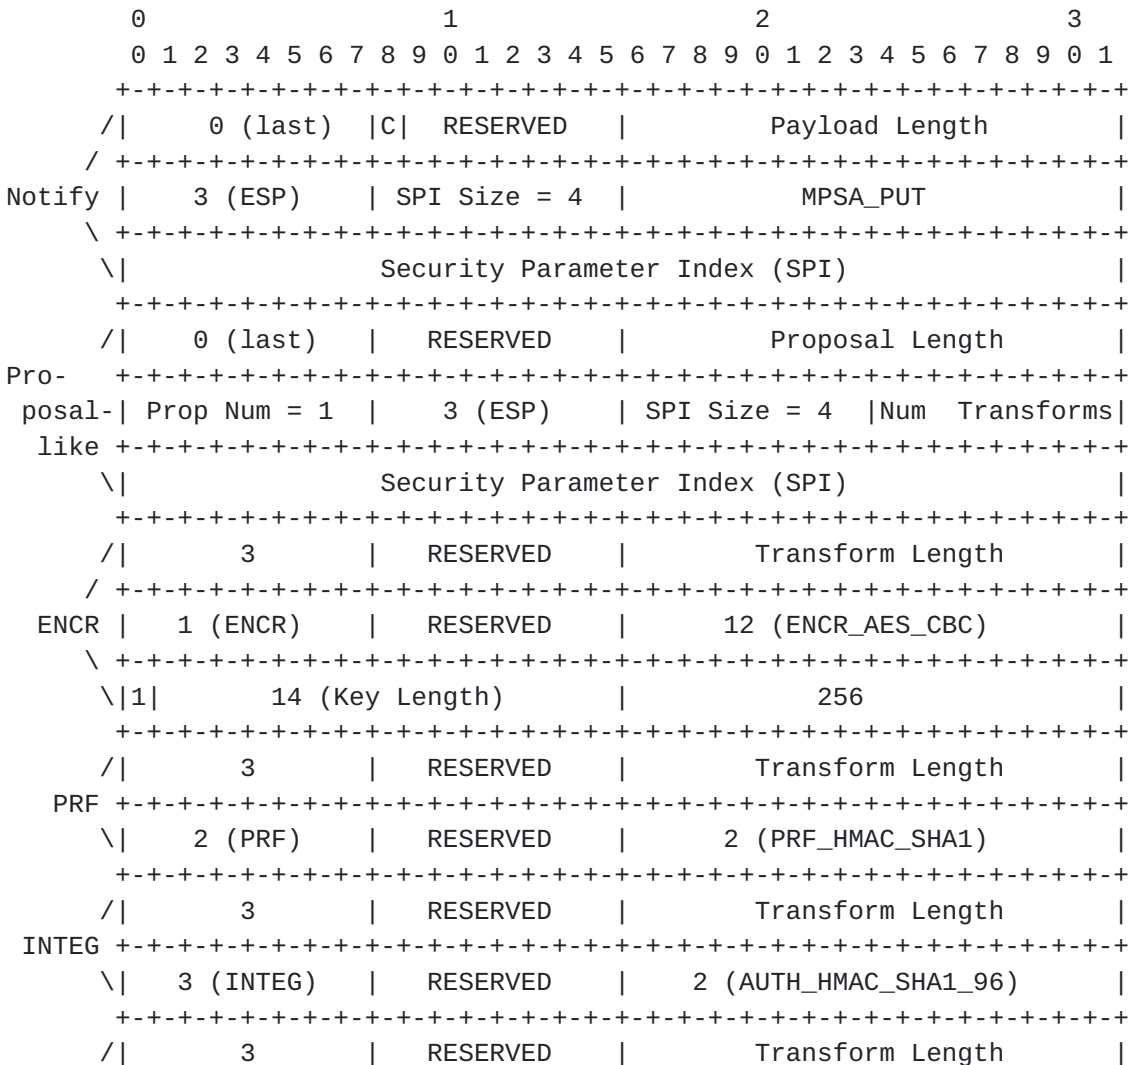 0                   1                   2                   3
0 1 2 3 4 5 6 7 8 9 0 1 2 3 4 5 6 7 8 9 0 1 2 3 4 5 6 7 8 9 0 1
       +-+-+-+-+-+-+-+-+-+-+-+-+-+-+-+-+-+-+-+-+-+-+-+-+-+-+-+-+-+-+-+-+
      /|     0 (last)  |C|  RESERVED   |         Payload Length        |
     / +-+-+-+-+-+-+-+-+-+-+-+-+-+-+-+-+-+-+-+-+-+-+-+-+-+-+-+-+-+-+-+-+
Notify |    3 (ESP)    | SPI Size = 4  |           MPSA_PUT            |
     \ +-+-+-+-+-+-+-+-+-+-+-+-+-+-+-+-+-+-+-+-+-+-+-+-+-+-+-+-+-+-+-+-+
      \|                Security Parameter Index (SPI)                 |
       +-+-+-+-+-+-+-+-+-+-+-+-+-+-+-+-+-+-+-+-+-+-+-+-+-+-+-+-+-+-+-+-+
      /|    0 (last)   |   RESERVED    |         Proposal Length       |
Pro-   +-+-+-+-+-+-+-+-+-+-+-+-+-+-+-+-+-+-+-+-+-+-+-+-+-+-+-+-+-+-+-+-+
 posal-| Prop Num = 1  |    3 (ESP)    | SPI Size = 4  |Num  Transforms|
  like +-+-+-+-+-+-+-+-+-+-+-+-+-+-+-+-+-+-+-+-+-+-+-+-+-+-+-+-+-+-+-+-+
      \|                Security Parameter Index (SPI)                 |
       +-+-+-+-+-+-+-+-+-+-+-+-+-+-+-+-+-+-+-+-+-+-+-+-+-+-+-+-+-+-+-+-+
      /|       3       |   RESERVED    |        Transform Length       |
     / +-+-+-+-+-+-+-+-+-+-+-+-+-+-+-+-+-+-+-+-+-+-+-+-+-+-+-+-+-+-+-+-+
  ENCR |   1 (ENCR)    |   RESERVED    |      12 (ENCR_AES_CBC)        |
     \ +-+-+-+-+-+-+-+-+-+-+-+-+-+-+-+-+-+-+-+-+-+-+-+-+-+-+-+-+-+-+-+-+
      \|1|       14 (Key Length)       |            256                |
       +-+-+-+-+-+-+-+-+-+-+-+-+-+-+-+-+-+-+-+-+-+-+-+-+-+-+-+-+-+-+-+-+
      /|       3       |   RESERVED    |        Transform Length       |
   PRF +-+-+-+-+-+-+-+-+-+-+-+-+-+-+-+-+-+-+-+-+-+-+-+-+-+-+-+-+-+-+-+-+
      \|    2 (PRF)    |   RESERVED    |      2 (PRF_HMAC_SHA1)        |
       +-+-+-+-+-+-+-+-+-+-+-+-+-+-+-+-+-+-+-+-+-+-+-+-+-+-+-+-+-+-+-+-+
      /|       3       |   RESERVED    |        Transform Length       |
 INTEG +-+-+-+-+-+-+-+-+-+-+-+-+-+-+-+-+-+-+-+-+-+-+-+-+-+-+-+-+-+-+-+-+
      \|   3 (INTEG)   |   RESERVED    |    2 (AUTH_HMAC_SHA1_96)      |
       +-+-+-+-+-+-+-+-+-+-+-+-+-+-+-+-+-+-+-+-+-+-+-+-+-+-+-+-+-+-+-+-+
      /|       3       |   RESERVED    |        Transform Length       |